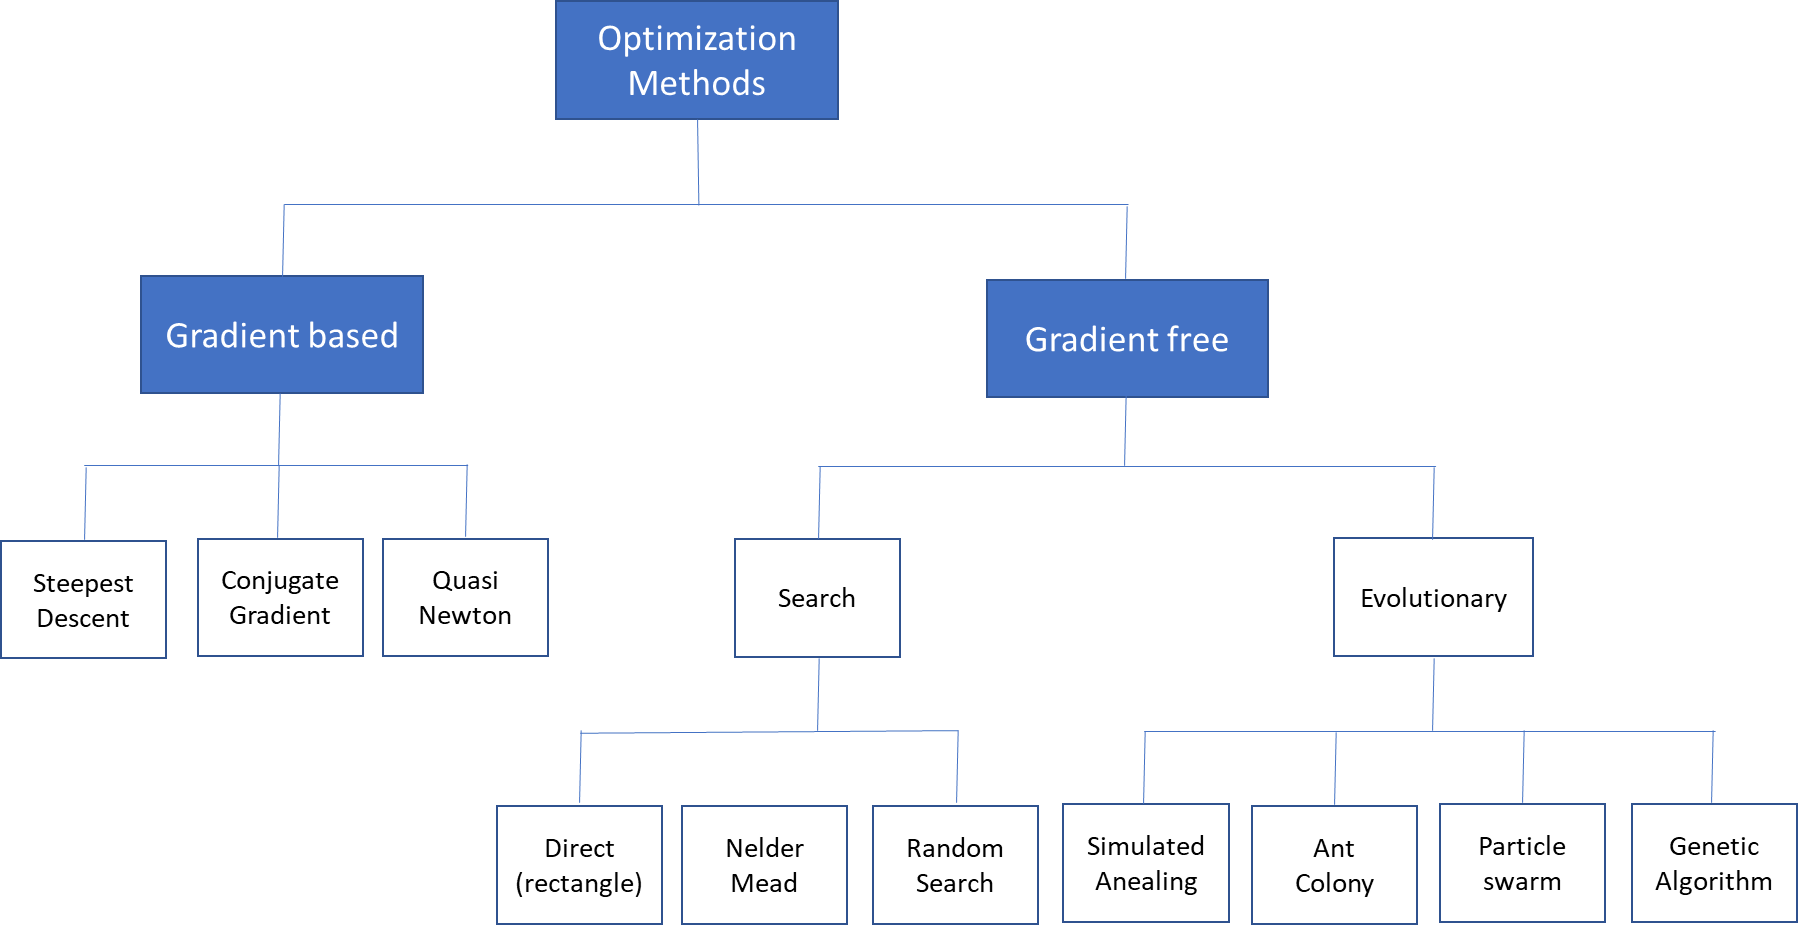 Optimization
Methods
Gradient based
Gradient free
Steepest
Descent
Conjugate
Gradient
Quasi
Newton
Search
Evolutionary
Direct
(rectangle)
Nelder
Mead
Random
Search
Simulated
Anealing
Ant
Colony
Particle
swarm
Genetic
Algorithm